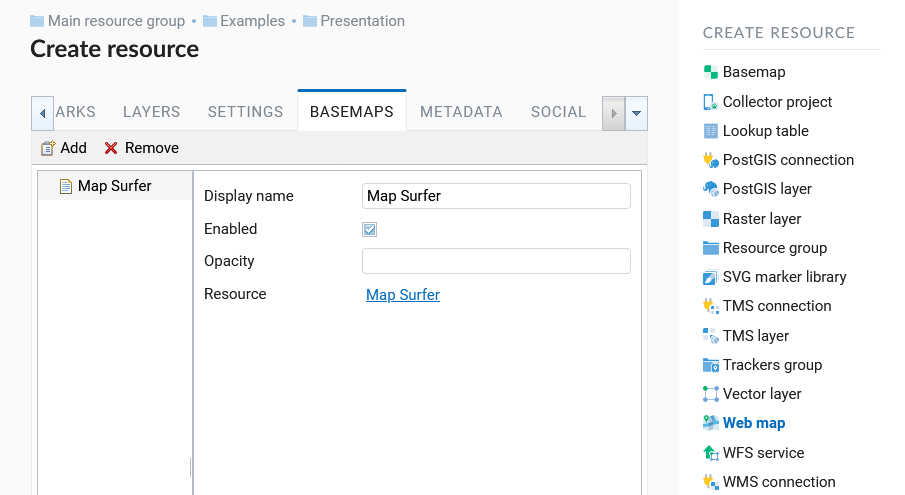 Main resource group • Examples • Presentation
Create resource
ARKS LAYERS SETTINGS BASEMAPS METADATA SOCIAL
Add Remove
Map Surfer
Display name Map Surfer
Enabled
Opacity
Resource Map Surfer
CREATE RESOURCE
Basemap
Collector project
Lookup table
PostGIS connection
PostGIS layer
Raster layer
Resource group
SVG marker library
TMS connection
TMS layer
Trackers group
Vector layer
Web map
WFS service
WMS connection